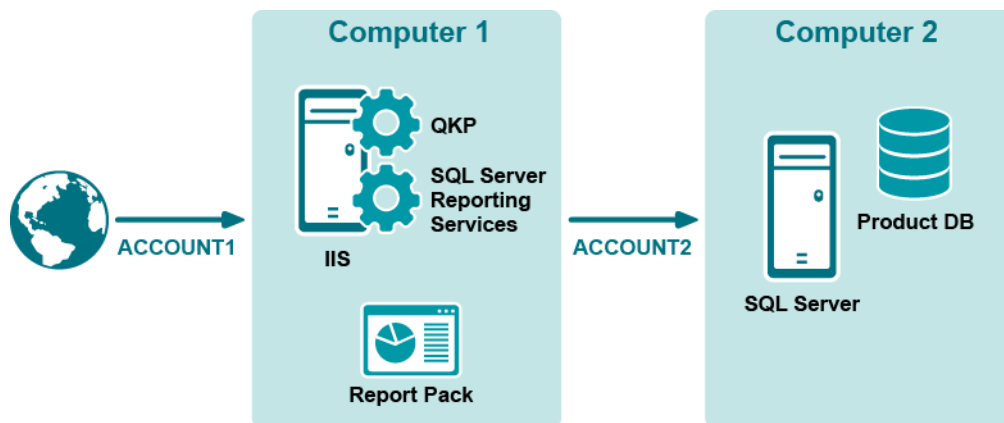 Computer 1
QKP
SQL Server
Reporting
Services
IIS
Report Pack
ACCOUNT1
ACCOUNT2
Computer 2
Product DB
SQL Server